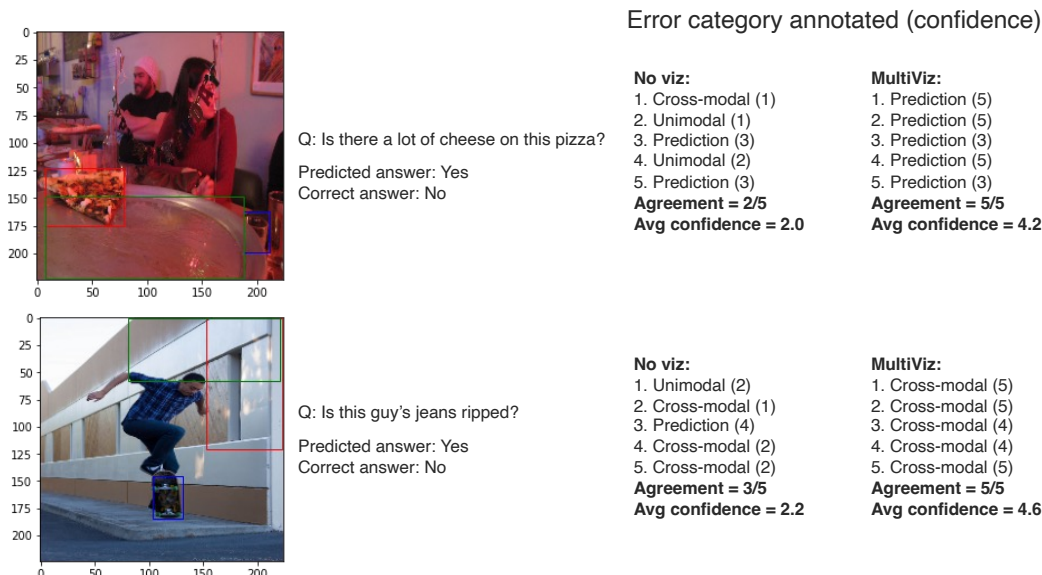 Error category annotated (confidence)
0
25
50
75
100
125
150
175
200
0 50 100 150 200
Q: Is there a lot of cheese on this pizza?
Predicted answer: Yes
Correct answer: No
No viz:
1. Cross-modal (1)
2. Unimodal (1)
3. Prediction (3)
4. Unimodal (2)
5. Prediction (3)
Agreement = 2/5
Avg confidence = 2.0
MultiViz:
1. Prediction (5)
2. Prediction (5)
3. Prediction (3)
4. Prediction (5)
5. Prediction (3)
Agreement = 5/5
Avg confidence = 4.2
0
25
50
75
100
125
150
175
200
0 50 100 150 200
Q: Is this guy's jeans ripped?
Predicted answer: Yes
Correct answer: No
No viz:
1. Unimodal (2)
2. Cross-modal (1)
3. Prediction (4)
4. Cross-modal (2)
5. Cross-modal (2)
Agreement = 3/5
Avg confidence = 2.2
MultiViz:
1. Cross-modal (5)
2. Cross-modal (5)
3. Cross-modal (4)
4. Cross-modal (4)
5. Cross-modal (5)
Agreement = 5/5
Avg confidence = 4.6